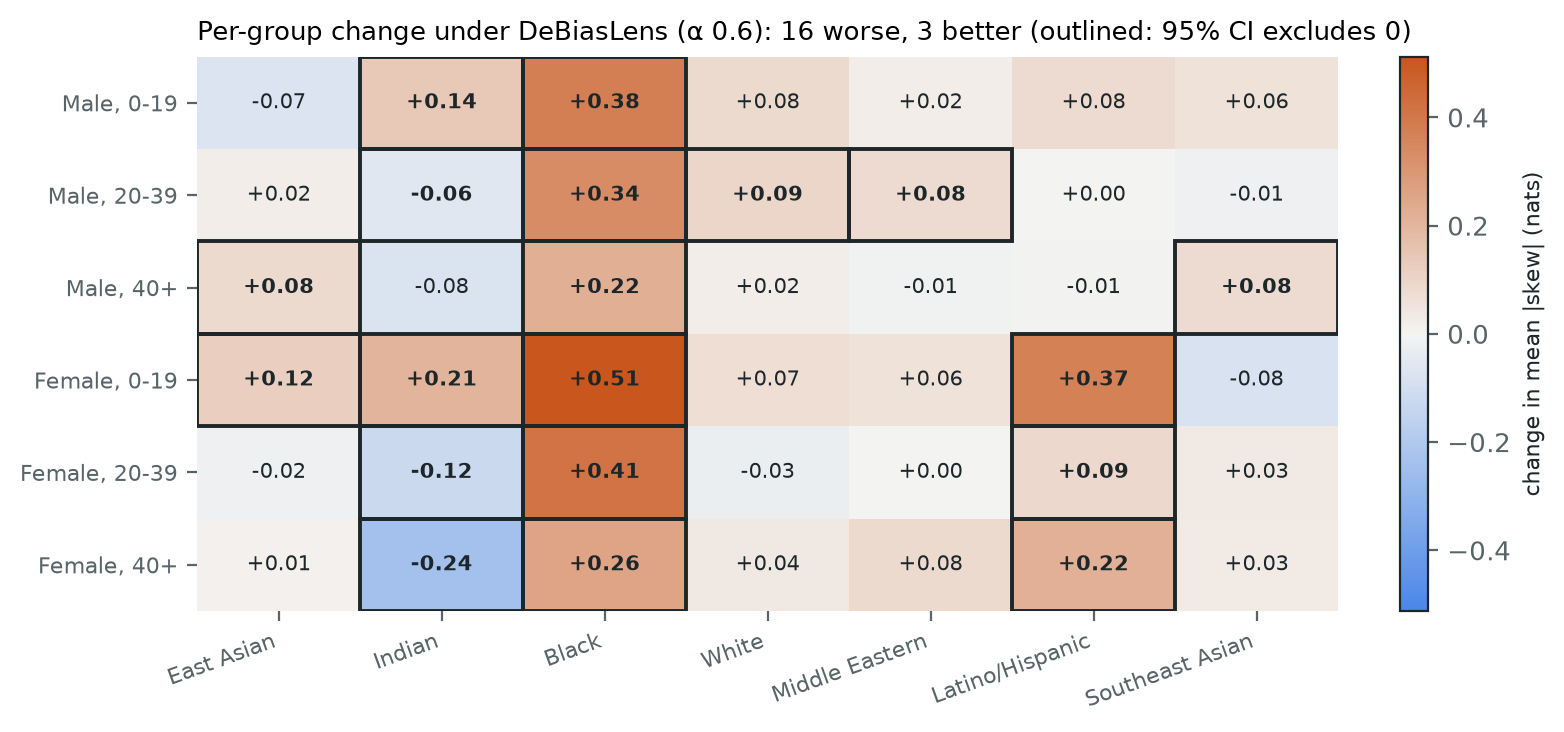 Per-group change under DeBiasLens (α 0.6): 16 worse, 3 better (outlined: 95% CI excludes 0)
Male, 0-19 -0.07 +0.14 +0.38 +0.08 +0.02 +0.08 +0.06
Male, 20-39 +0.02 -0.06 +0.34 +0.09 +0.08 +0.00 -0.01
Male, 40+ +0.08 -0.08 +0.22 +0.02 -0.01 -0.01 +0.08
Female, 0-19 +0.12 +0.21 +0.51 +0.07 +0.06 +0.37 -0.08
Female, 20-39 -0.02 -0.12 +0.41 -0.03 +0.00 +0.09 +0.03
Female, 40+ +0.01 -0.24 +0.26 +0.04 +0.08 +0.22 +0.03
East Asian Indian Black White Middle Eastern Latino/Hispanic Southeast Asian
0.4
0.2
0.0
−0.2
−0.4
change in mean |skew| (nats)